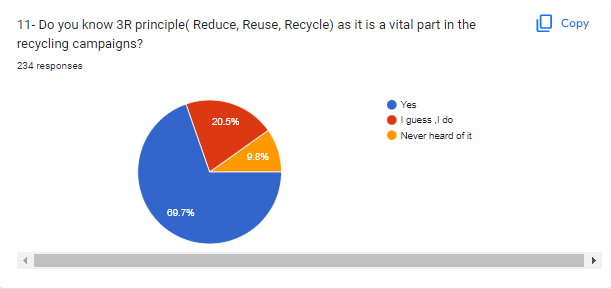 11- Do you know 3R principle( Reduce, Reuse, Recycle) as it is a vital part in the
recycling campaigns?
Copy
234 responses
Yes
I guess ,I do
Never heard of it
20.5%
9.8%
69.7%